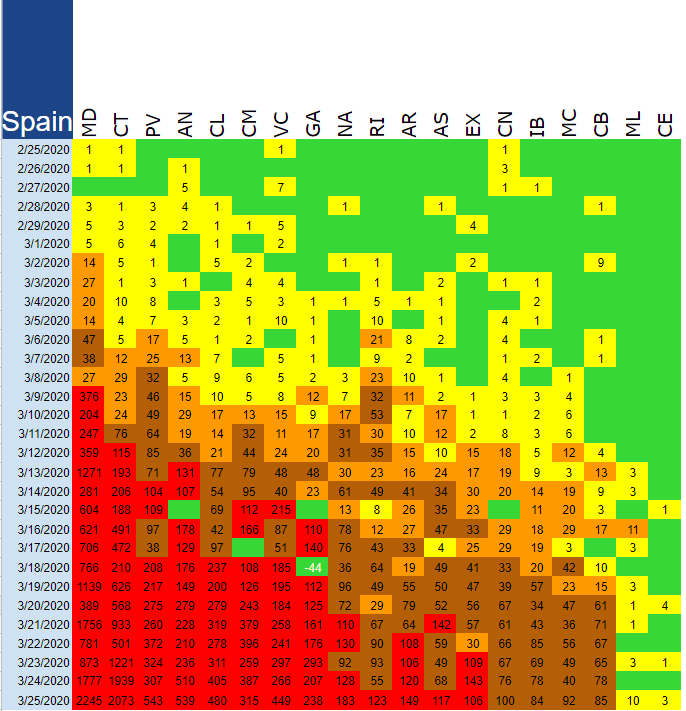 Spain MD CT PV AN CL CM VC GA NA RI AR AS EX CN IB MC CB ML CE
2/25/2020 1 1 1 1
2/26/2020 1 1 1 3
2/27/2020 5 7 1 1
2/28/2020 3 1 3 4 1 1 1 1
2/29/2020 5 3 2 2 1 1 5 4
3/1/2020 5 6 4 1 2
3/2/2020 14 5 1 5 2 1 1 2 9
3/3/2020 27 1 3 1 4 4 1 2 1 1
3/4/2020 20 10 8 3 5 3 1 1 5 1 1 2
3/5/2020 14 4 7 3 2 1 10 1 10 1 4 1
3/6/2020 47 5 17 5 1 2 1 21 8 2 4 1
3/7/2020 38 12 25 13 7 5 1 9 2 1 2 1
3/8/2020 27 29 32 5 9 6 5 2 3 23 10 1 4 1
3/9/2020 376 23 46 15 10 5 8 12 7 32 11 2 1 3 3 4
3/10/2020 204 24 49 29 17 13 15 9 17 53 7 17 1 1 2 6
3/11/2020 247 76 64 19 14 32 11 17 31 30 10 12 2 8 3 6
3/12/2020 359 115 85 36 21 44 24 20 31 35 15 10 15 18 5 12 4
3/13/2020 1271 193 71 131 77 79 48 48 30 23 16 24 17 19 9 3 13 3
3/14/2020 281 206 104 107 54 95 40 23 61 49 41 34 30 20 14 19 9 3
3/15/2020 604 188 109 69 112 215 13 8 26 35 23 11 20 3 1
3/16/2020 621 491 97 178 42 166 87 110 78 12 27 47 33 29 18 29 17 11
3/17/2020 705 472 38 129 97 51 140 76 43 33 4 25 29 19 3 3
3/18/2020 766 210 208 176 237 108 185 -44 36 64 19 49 41 33 20 42 10
3/19/2020 1139 626 217 149 200 126 195 112 96 49 55 50 47 39 57 23 15 3
3/20/2020 389 568 275 279 279 243 184 125 72 29 79 52 56 67 34 47 61 1 4
3/21/2020 1756 933 260 228 319 379 258 161 110 67 64 142 57 61 43 36 71 1
3/22/2020 781 501 372 210 278 396 241 176 130 90 108 59 30 66 85 56 67
3/23/2020 873 1221 324 236 311 259 297 293 92 93 106 49 109 67 69 49 65 3 1
3/24/2020 1777 1939 307 510 405 387 266 207 128 55 120 68 143 76 78 40 78
3/25/2020 2245 2073 543 539 480 315 449 238 183 123 149 117 106 100 84 92 85 10 3